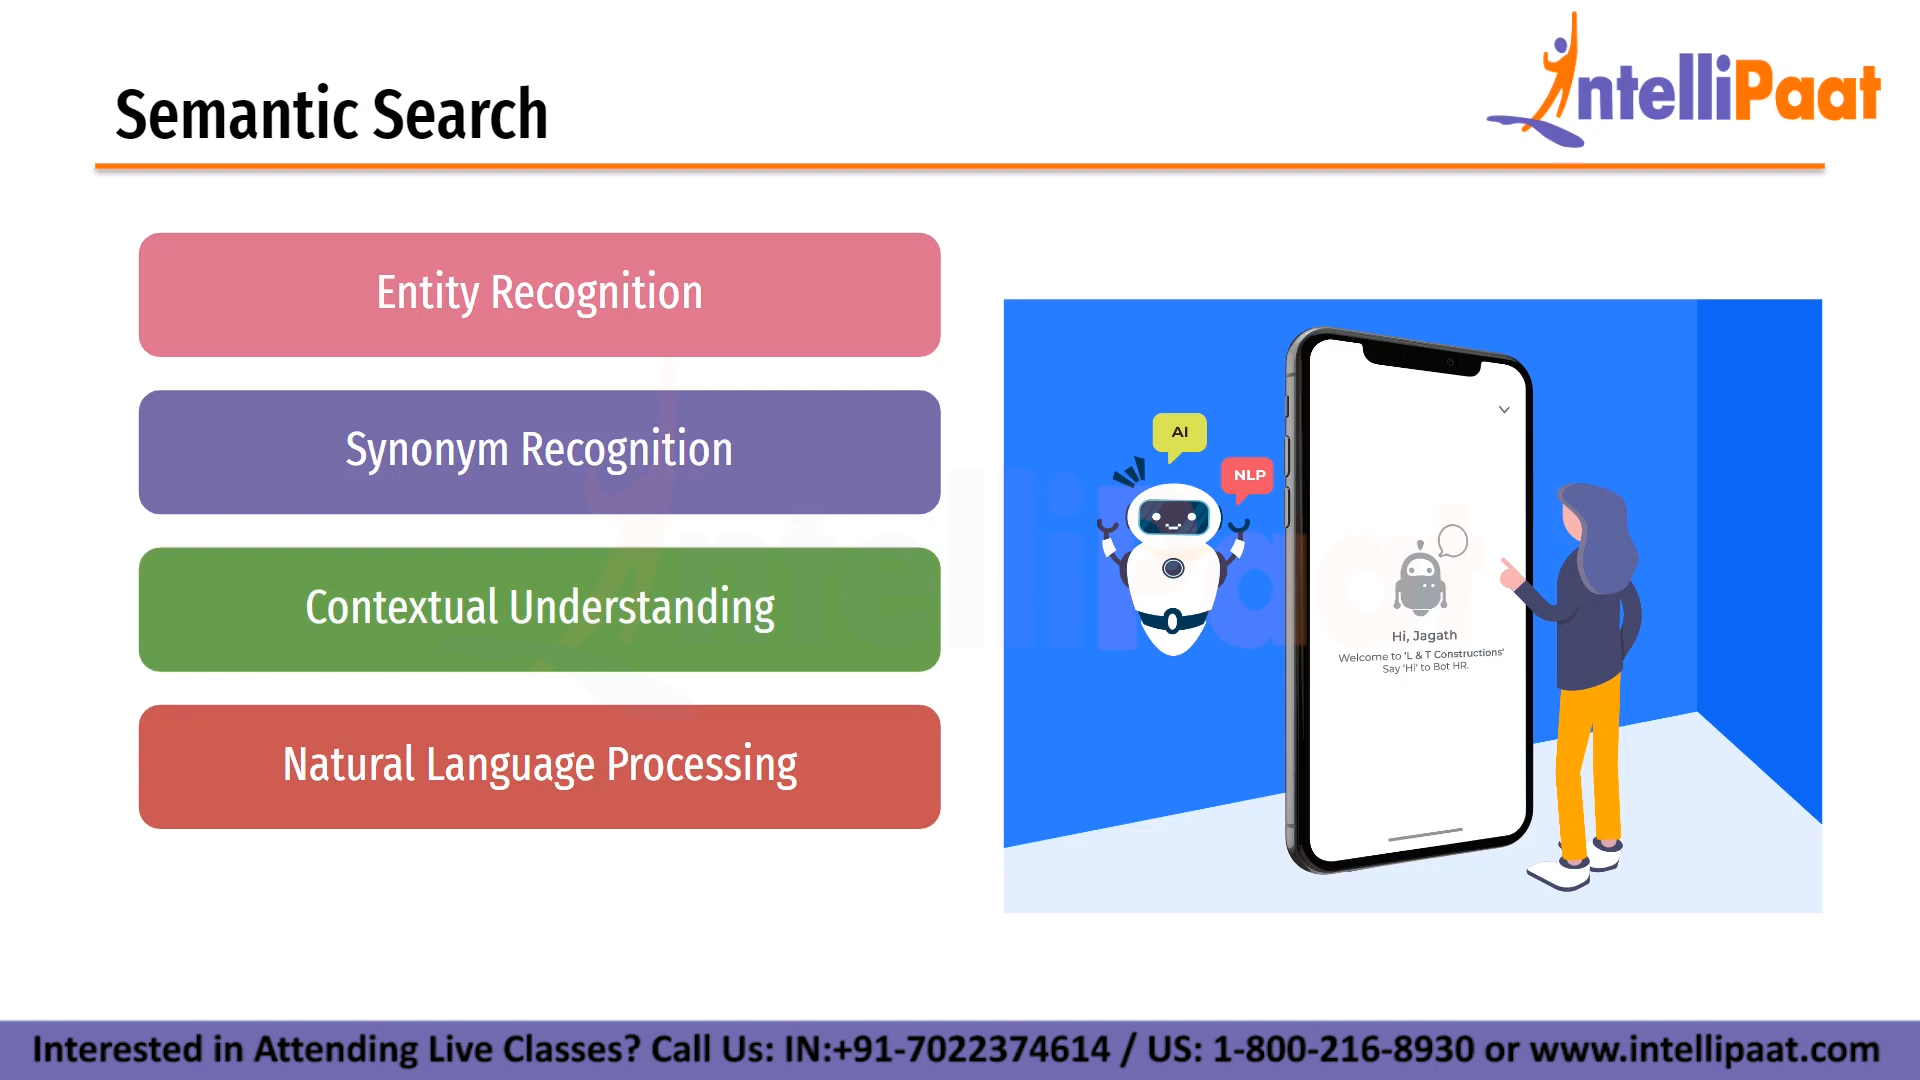 IntelliPaat
Semantic Search
Entity Recognition
Synonym Recognition
Contextual Understanding
Natural Language Processing
AI
NLP
Hi, Jagath
Welcome to 'L & T Constructions'
Say 'Hi' to Bot HR.
Interested in Attending Live Classes? Call Us: IN:+91-7022374614 / US: 1-800-216-8930 or www.intellipaat.com